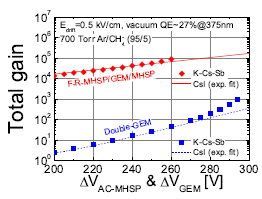 E_drift=0.5 kV/cm, vacuum QE~27%@375nm
700 Torr Ar/CH_4 (95/5)
10^7
10^6
10^5
10^4
10^3
10^2
10^1
10^0
Total gain
K-Cs-Sb
CsI (exp. fit)
F-R-MHSP/GEM/MHSP
Double-GEM
K-Cs-Sb
CsI (exp. fit)
200 220 240 260 280 300
ΔV_AC-MHSP & ΔV_GEM [V]